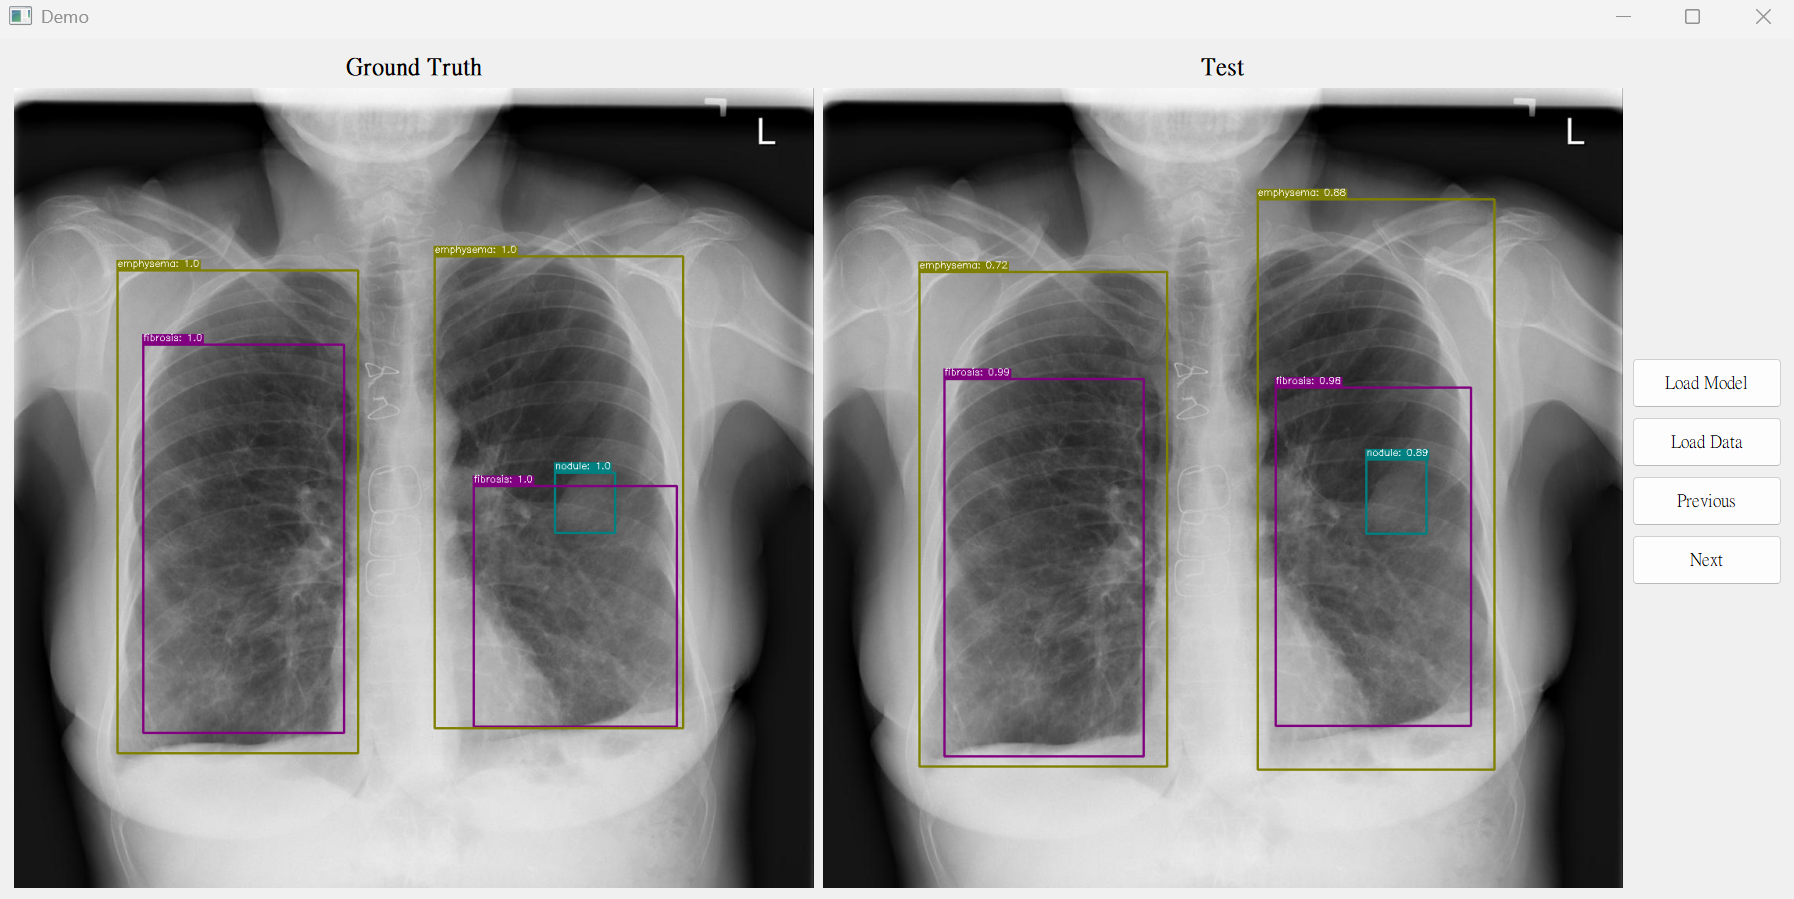 Demo
Ground Truth
Test
L
emphysema: 1.0
emphysema: 1.0
fibrosis: 1.0
nodule: 1.0
fibrosis: 1.0
L
emphysema: 0.88
emphysema: 0.72
fibrosis: 0.99
fibrosis: 0.98
nodule: 0.89
Load Model
Load Data
Previous
Next